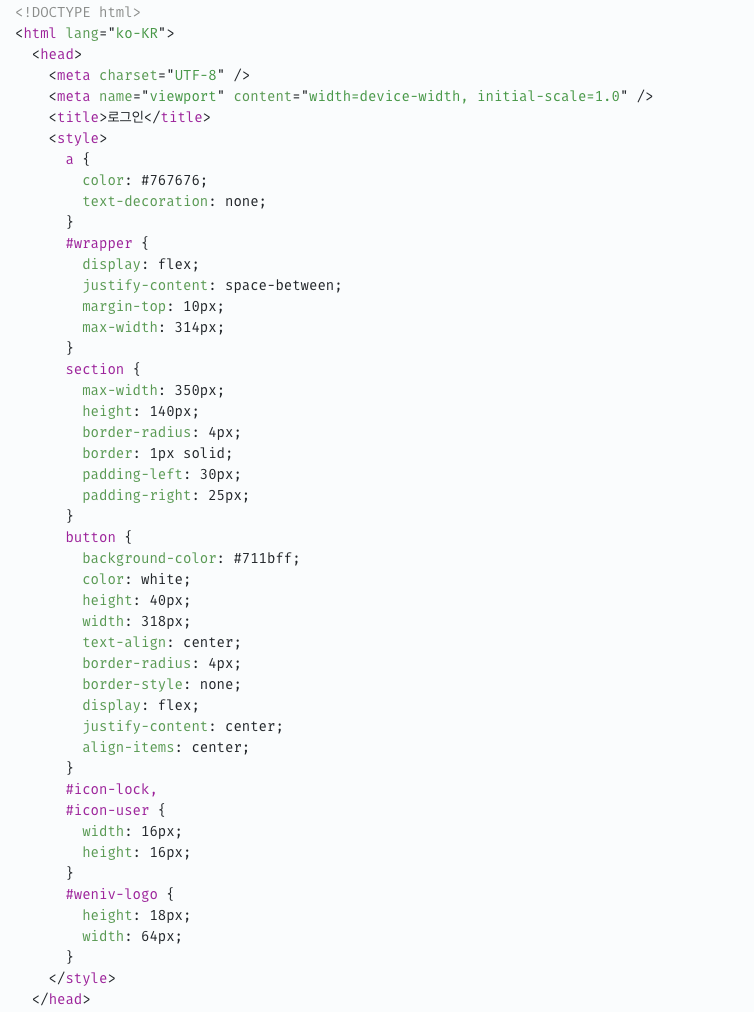 <!DOCTYPE html>
<html lang="ko-KR">
  <head>
    <meta charset="UTF-8" />
    <meta name="viewport" content="width=device-width, initial-scale=1.0" />
    <title>로그인</title>
    <style>
      a {
        color: #767676;
        text-decoration: none;
      }
      #wrapper {
        display: flex;
        justify-content: space-between;
        margin-top: 10px;
        max-width: 314px;
      }
      section {
        max-width: 350px;
        height: 140px;
        border-radius: 4px;
        border: 1px solid;
        padding-left: 30px;
        padding-right: 25px;
      }
      button {
        background-color: #711bff;
        color: white;
        height: 40px;
        width: 318px;
        text-align: center;
        border-radius: 4px;
        border-style: none;
        display: flex;
        justify-content: center;
        align-items: center;
      }
      #icon-lock,
      #icon-user {
        width: 16px;
        height: 16px;
      }
      #weniv-logo {
        height: 18px;
        width: 64px;
      }
    </style>
  </head>